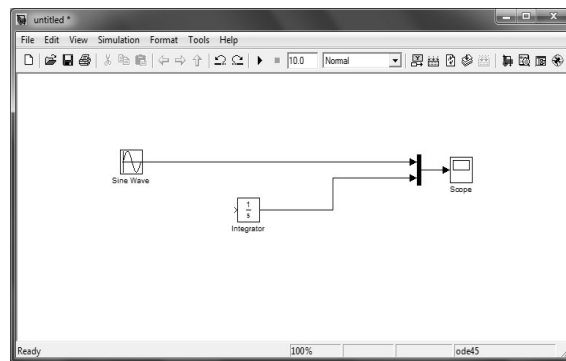 untitled *
File Edit View Simulation Format Tools Help
10.0 Normal
Sine Wave
Scope
1
s
Integrator
Ready 100% ode45